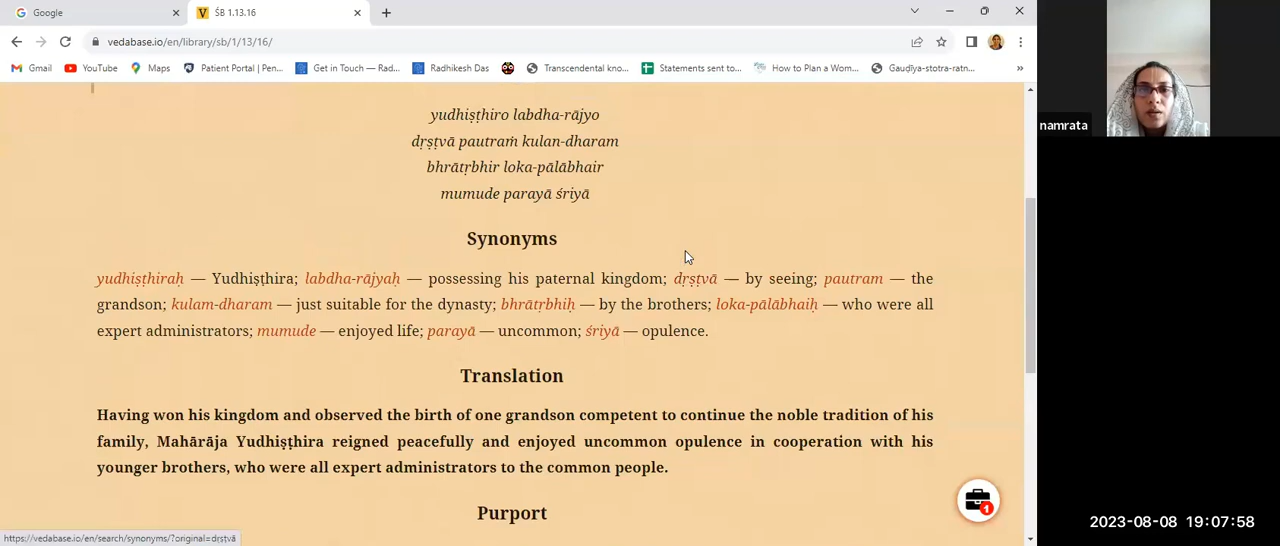 Google
ŚB 1.13.16
vedabase.io/en/library/sb/1/13/16/
Gmail YouTube Maps Patient Portal | Pen... Get in Touch — Rad... Radhikesh Das Transcendental kno... Statements sent to... How to Plan a Wom... Gauḍīya-stotra-ratn... »
yudhiṣṭhiro labdha-rājyo
dṛṣṭvā pautraṁ kulan-dharam
bhrātṛbhir loka-pālābhair
mumude parayā śriyā
Synonyms
yudhiṣṭhiraḥ — Yudhiṣṭhira; labdha-rājyaḥ — possessing his paternal kingdom; dṛṣṭvā — by seeing; pautram — the
grandson; kulam-dharam — just suitable for the dynasty; bhrātṛbhiḥ — by the brothers; loka-pālābhaiḥ — who were all
expert administrators; mumude — enjoyed life; parayā — uncommon; śriyā — opulence.
Translation
Having won his kingdom and observed the birth of one grandson competent to continue the noble tradition of his
family, Mahārāja Yudhiṣṭhira reigned peacefully and enjoyed uncommon opulence in cooperation with his
younger brothers, who were all expert administrators to the common people.
Purport
1
https://vedabase.io/en/search/synonyms/?original=dṛṣṭvā
namrata
2023-08-08 19:07:58